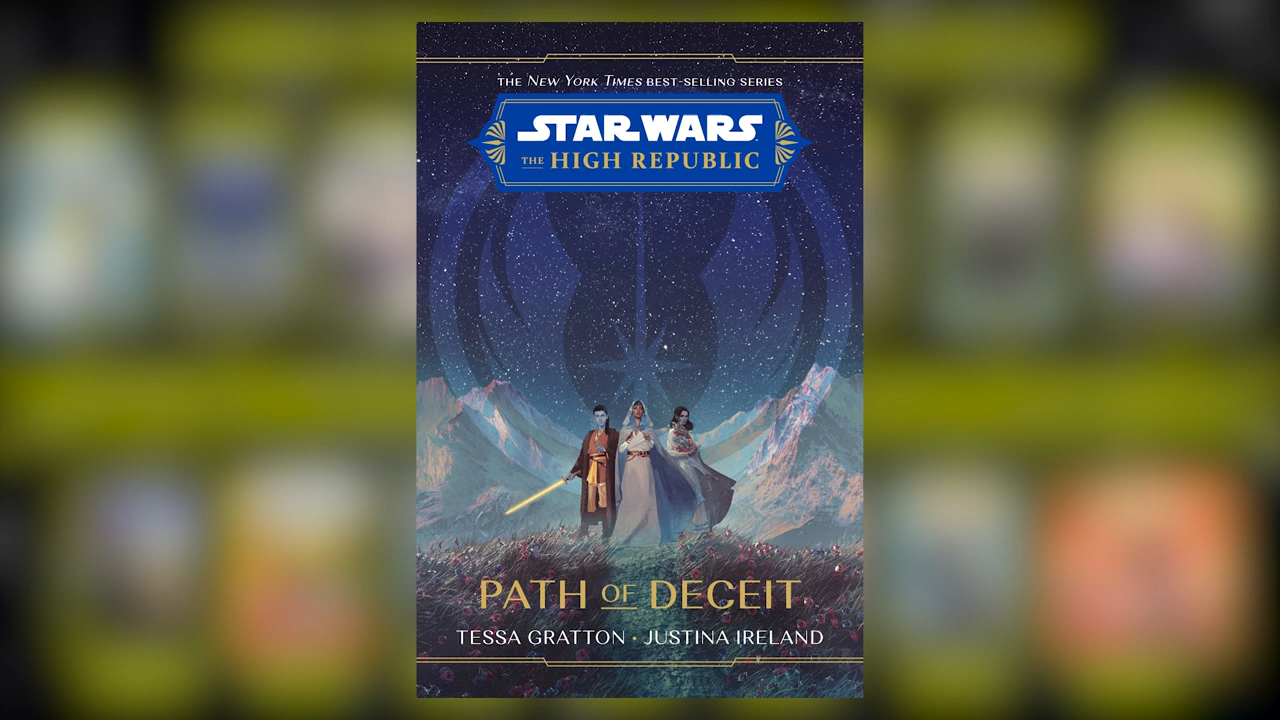 THE New York Times BEST-SELLING SERIES
STAR WARS
THE HIGH REPUBLIC
PATH OF DECEIT
TESSA GRATTON • JUSTINA IRELAND